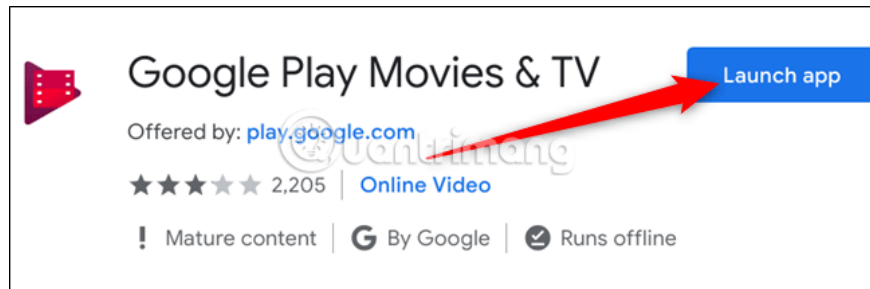 Google Play Movies & TV
Launch app
Offered by: play.google.com
Quantrimang
2,205
Online Video
! Mature content
G By Google
Runs offline